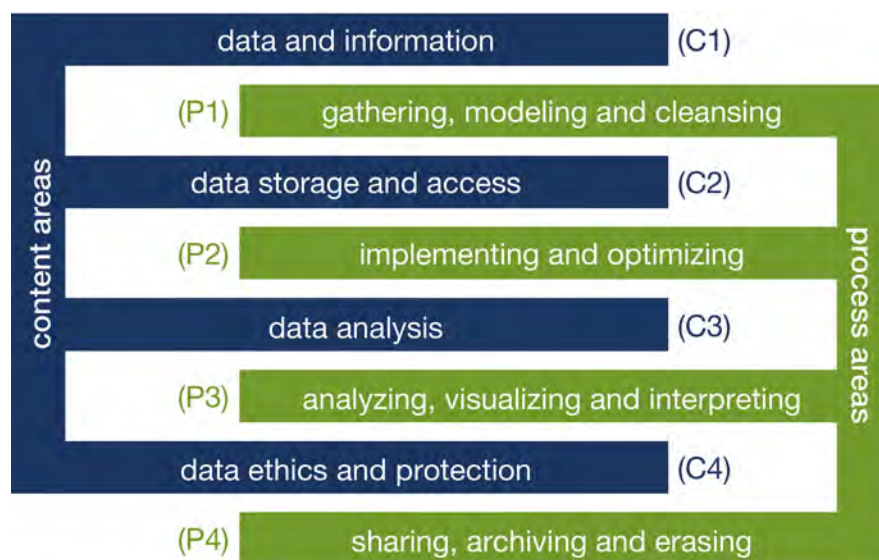 data and information (C1)
(P1) gathering, modeling and cleansing
data storage and access (C2)
(P2) implementing and optimizing
data analysis (C3)
(P3) analyzing, visualizing and interpreting
data ethics and protection (C4)
(P4) sharing, archiving and erasing
content areas
process areas